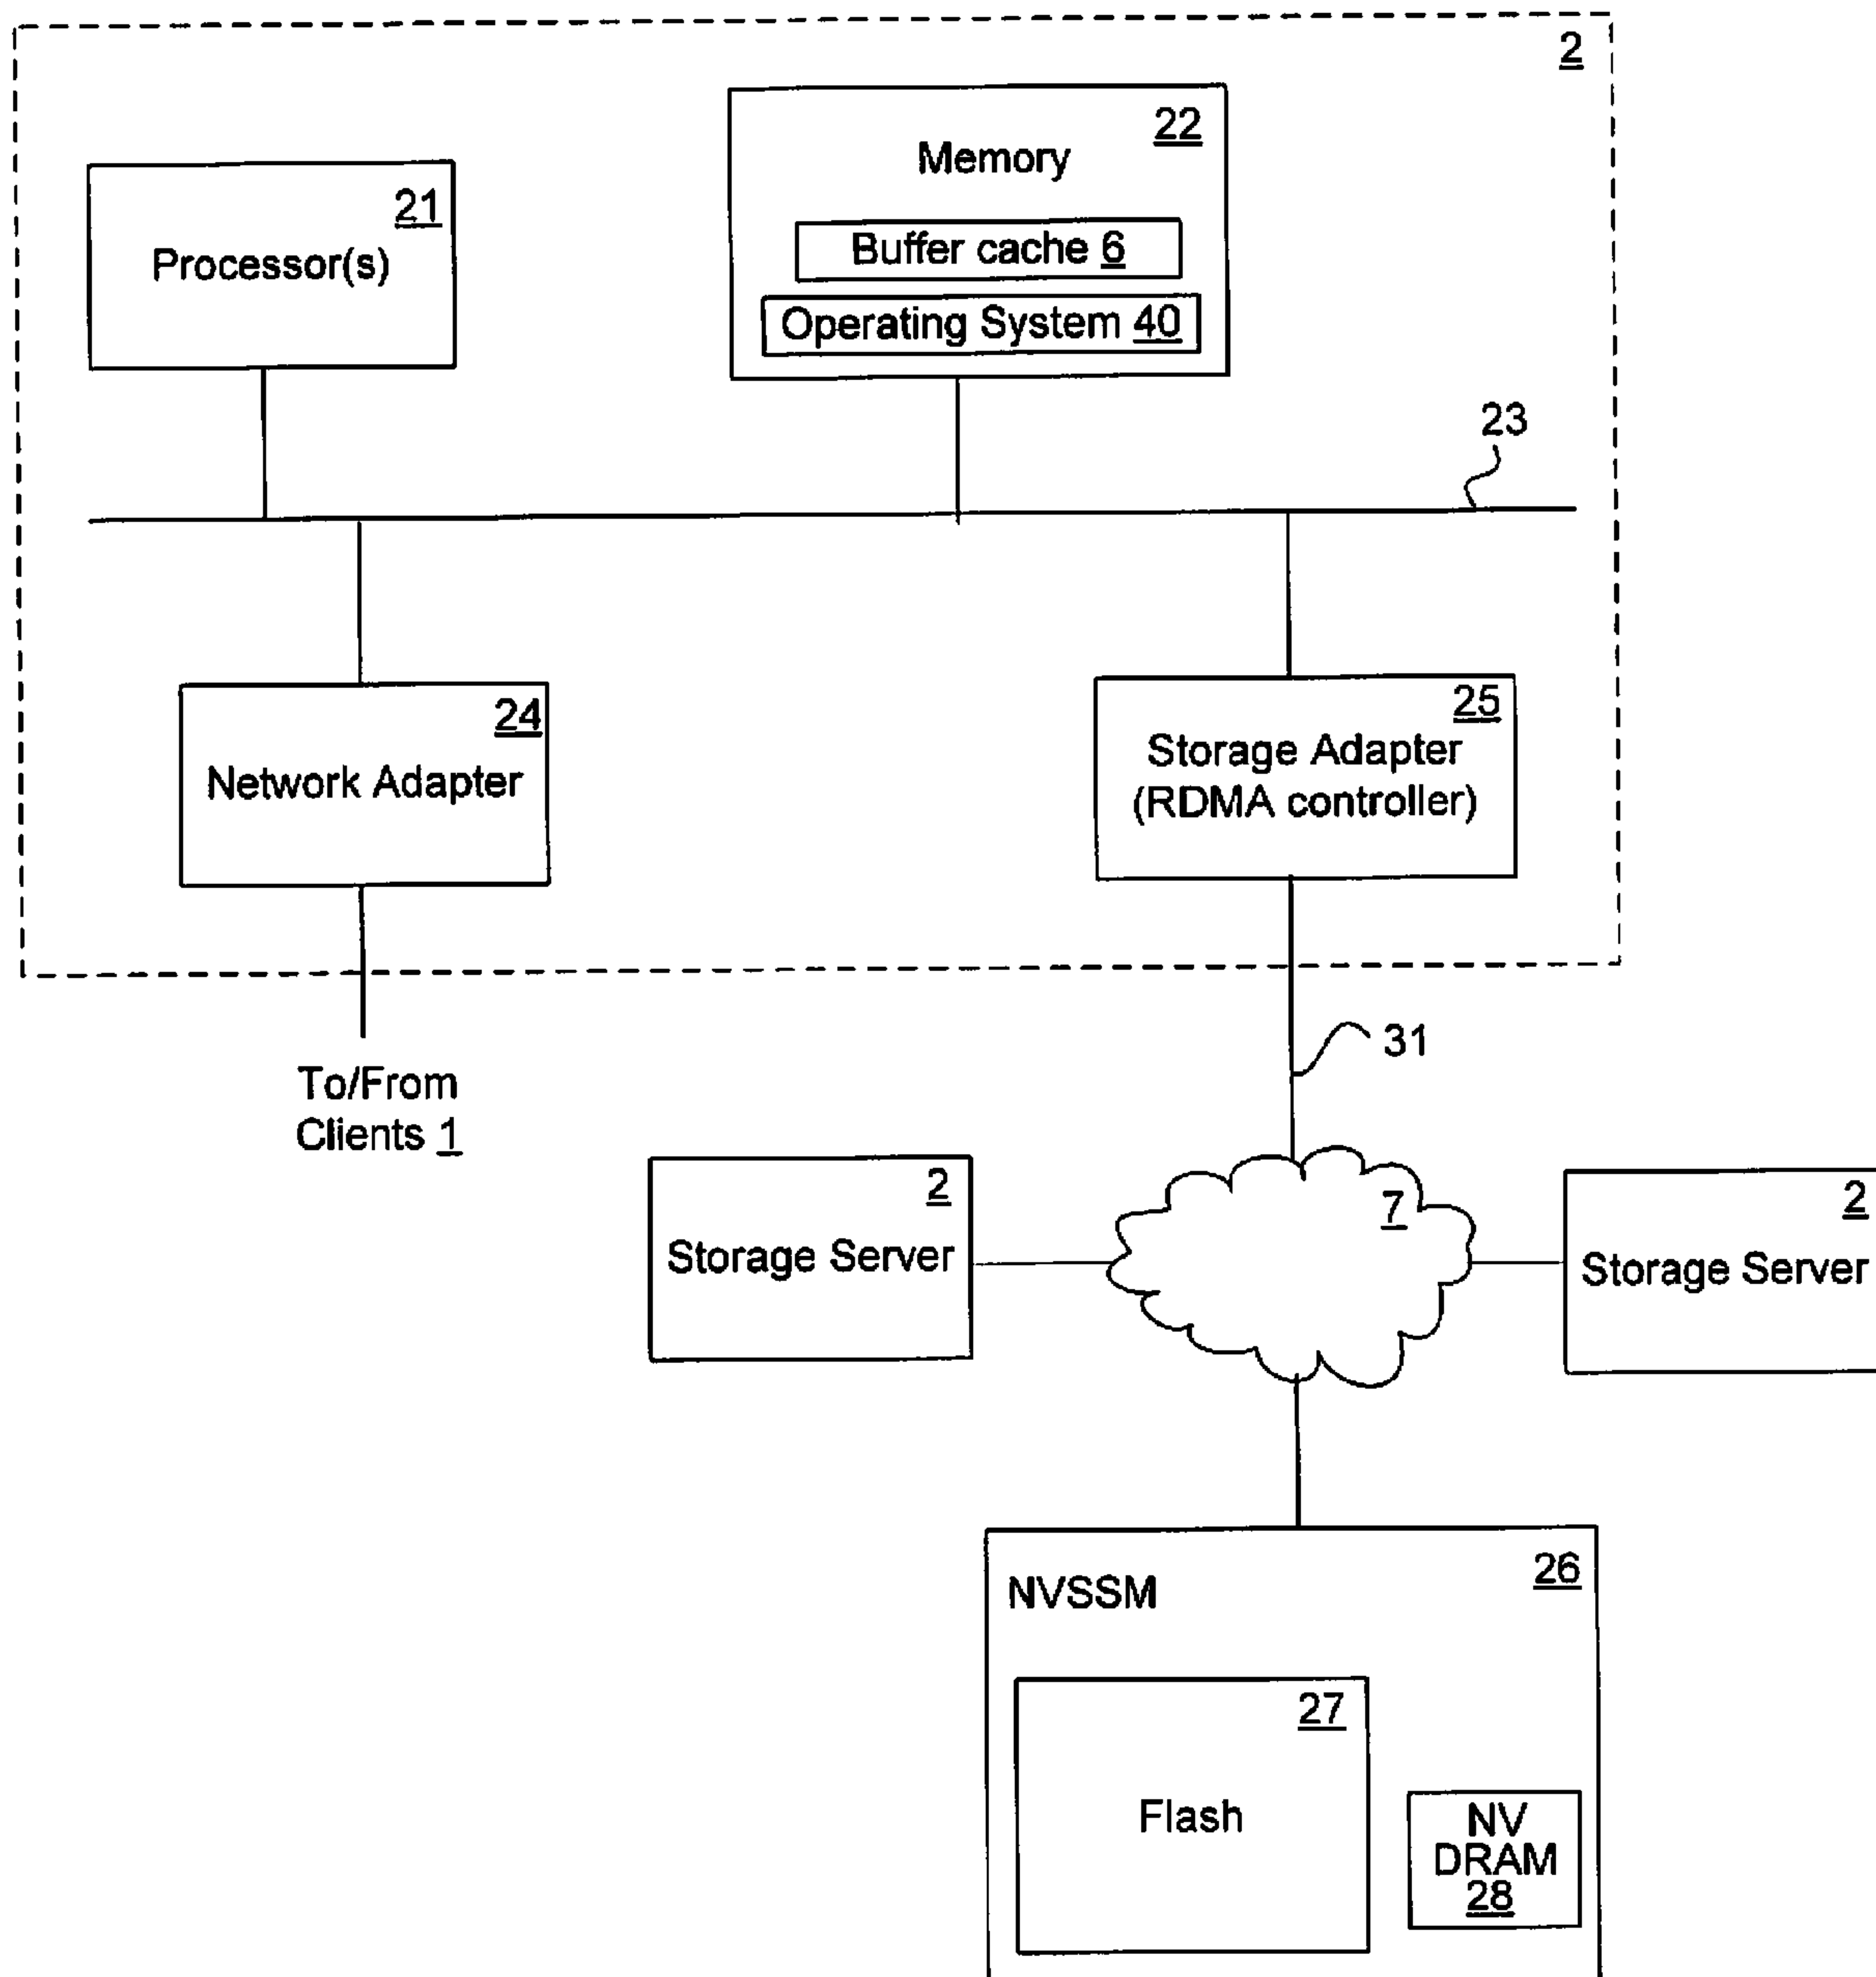 2
22
Memory
21
Processor(s)
Buffer cache 6
Operating System 40
23
24
Network Adapter
25
Storage Adapter
(RDMA controller)
31
To/From
Clients 1
2
Storage Server
7
2
Storage Server
26
NVSSM
27
Flash
NV
DRAM
28